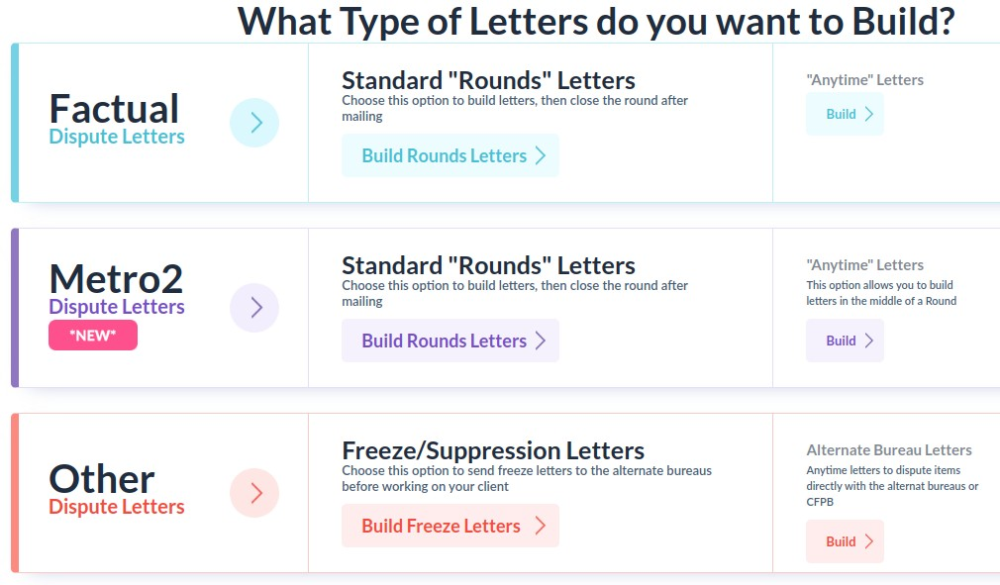 What Type of Letters do you want to Build?
Factual
Dispute Letters
Standard "Rounds" Letters
Choose this option to build letters, then close the round after
mailing
Build Rounds Letters
"Anytime" Letters
Build
Metro2
Dispute Letters
*NEW*
Standard "Rounds" Letters
Choose this option to build letters, then close the round after
mailing
Build Rounds Letters
"Anytime" Letters
This option allows you to build
letters in the middle of a Round
Build
Other
Dispute Letters
Freeze/Suppression Letters
Choose this option to send freeze letters to the alternate bureaus
before working on your client
Build Freeze Letters
Alternate Bureau Letters
Anytime letters to dispute items
directly with the alternat bureaus or
CFPB
Build